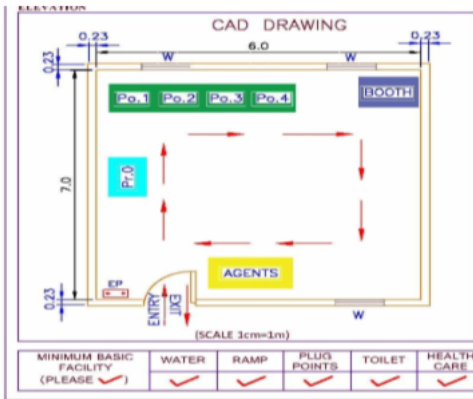 ELEVATION
CAD DRAWING
0.23
6.0
0.23
W
W
0.23
Po.1 Po.2 Po.3 Po.4
BOOTH
7.0
Pr.0
AGENTS
EP
0.23
ENTRY
EXIT
W
(SCALE 1cm=1m)
MINIMUM BASIC
FACILITY
(PLEASE ✓)
WATER
RAMP
PLUG
POINTS
TOILET
HEALTH
CARE
✓ ✓ ✓ ✓ ✓